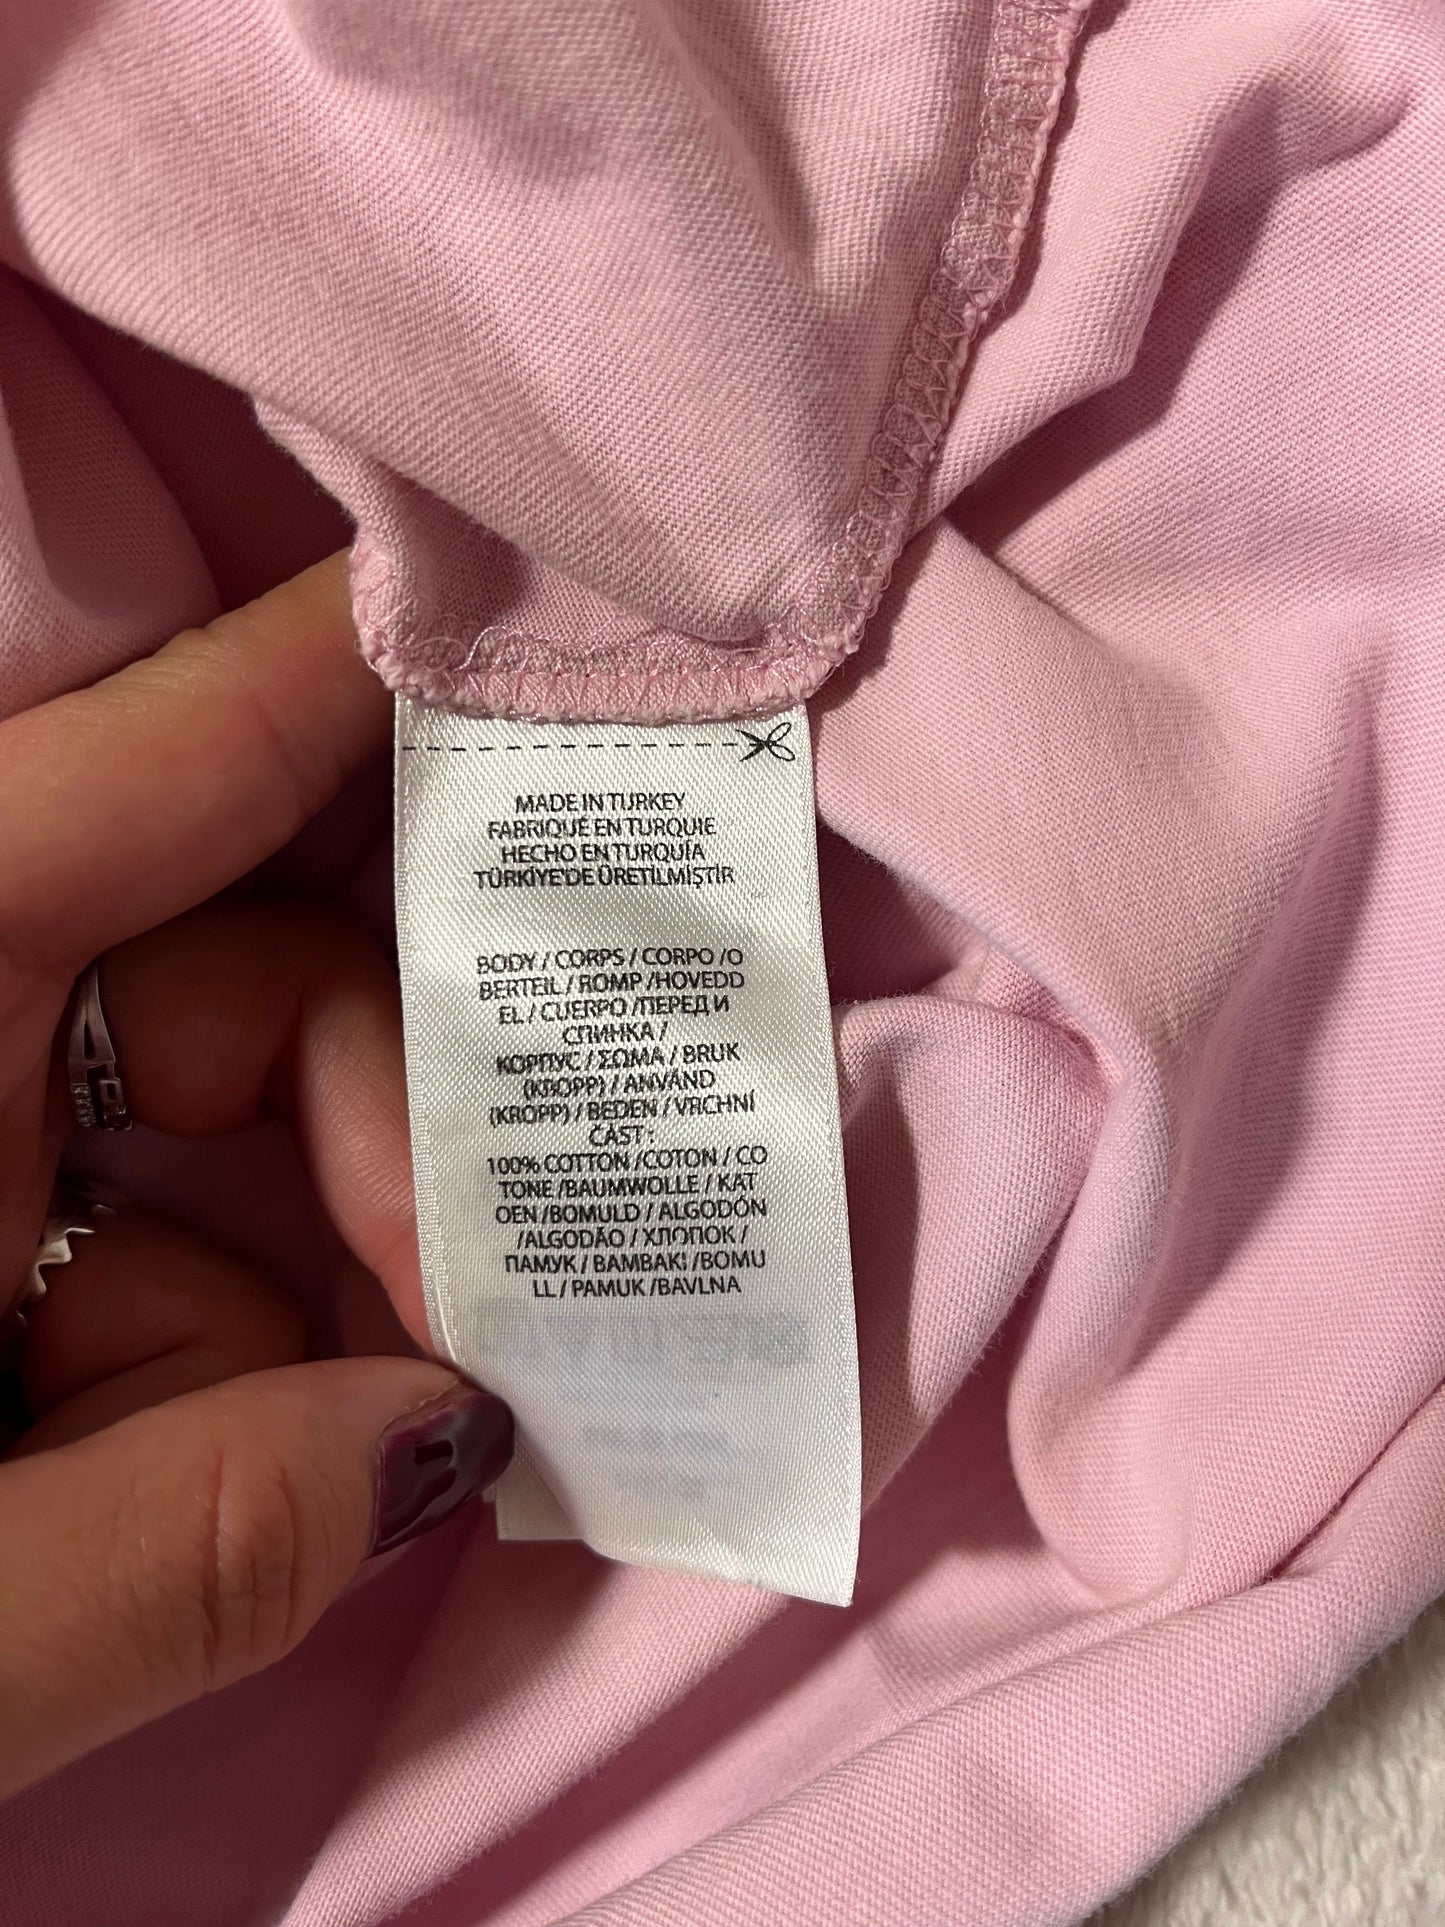 MADE IN TURKEY
FABRIQUÉ EN TURQUIE
HECHO EN TURQUÍA
TÜRKİYE'DE ÜRETİLMİŞTİR
BODY / CORPS / CORPO /O
BERTEIL / ROMP /HOVEDD
EL / CUERPO /ПЕРЕД И
СПИНКА /
КОРПУС / ΣΩΜΑ / BRUK
(KROPP) / ANVÄND
(KROPP) / BEDEN / VRCHNÍ
ČÁST :
100% COTTON /COTON / CO
TONE /BAUMWOLLE / KAT
OEN /BOMULD / ALGODÓN
/ALGODÃO / ХЛОПОК /
ПАМУК / BAMBAKI /BOMU
LL / PAMUK /BAVLNA